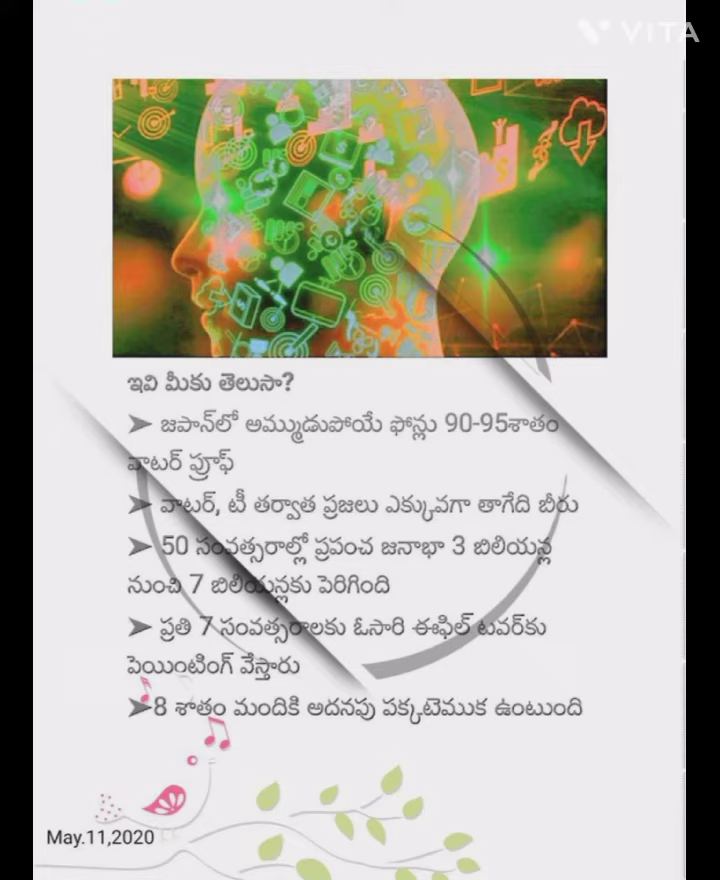 VITA
ఇవి మీకు తెలుసా?
➤ జపాన్‌లో అమ్ముడుపోయే ఫోన్లు 90-95శాతం
వాటర్ ప్రూఫ్
➤ వాటర్, టీ తర్వాత ప్రజలు ఎక్కువగా తాగేది బీరు
➤ 50 సంవత్సరాల్లో ప్రపంచ జనాభా 3 బిలియన్ల
నుంచి 7 బిలియన్లకు పెరిగింది
➤ ప్రతి 7 సంవత్సరాలకు ఓసారి ఈఫిల్ టవర్‌కు
పెయింటింగ్ వేస్తారు
➤8 శాతం మందికి అదనపు పక్కటెముక ఉంటుంది
May.11,2020